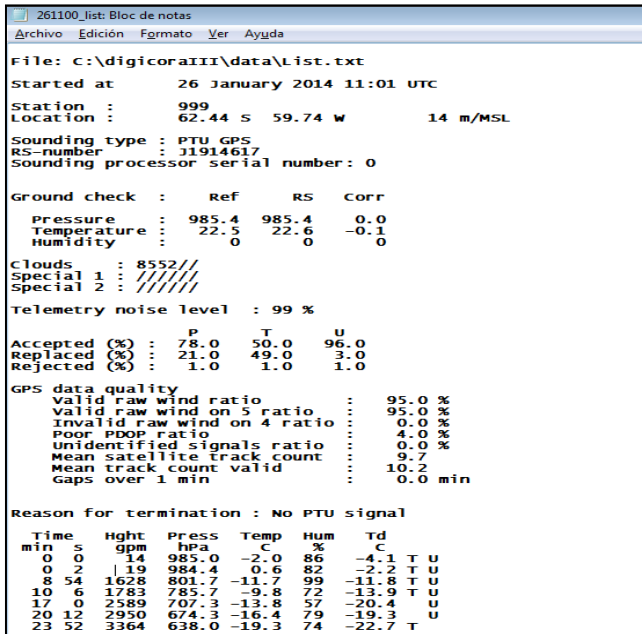 261100_list: Bloc de notas
Archivo Edición Formato Ver Ayuda
File: C:\digicoraIII\data\List.txt
Started at 26 January 2014 11:01 UTC
Station : 999
Location : 62.44 S 59.74 W 14 m/MSL
Sounding type : PTU GPS
RS-number : J1914617
Sounding processor serial number: 0
Ground check : Ref RS Corr
Pressure : 985.4 985.4 0.0
Temperature : 22.5 22.6 -0.1
Humidity : 0 0 0
Clouds : 8552//
Special 1 : //////
Special 2 : //////
Telemetry noise level : 99 %
P T U
Accepted (%) : 78.0 50.0 96.0
Replaced (%) : 21.0 49.0 3.0
Rejected (%) : 1.0 1.0 1.0
GPS data quality
Valid raw wind ratio : 95.0 %
Valid raw wind on 5 ratio : 95.0 %
Invalid raw wind on 4 ratio : 0.0 %
Poor PDOP ratio : 4.0 %
Unidentified signals ratio : 0.0 %
Mean satellite track count : 9.7
Mean track count valid : 10.2
Gaps over 1 min : 0.0 min
Reason for termination : No PTU signal
Time Hght Press Temp Hum Td
min s gpm hPa C % C
0 0 14 985.0 -2.0 86 -4.1 T U
0 2 19 984.4 0.6 82 -2.2 T U
8 54 1628 801.7 -11.7 99 -11.8 T U
10 6 1783 785.7 -9.8 72 -13.9 T U
17 0 2589 707.3 -13.8 57 -20.4 U
20 12 2950 674.3 -16.4 79 -19.3 U
23 52 3364 638.0 -19.3 74 -22.7 T